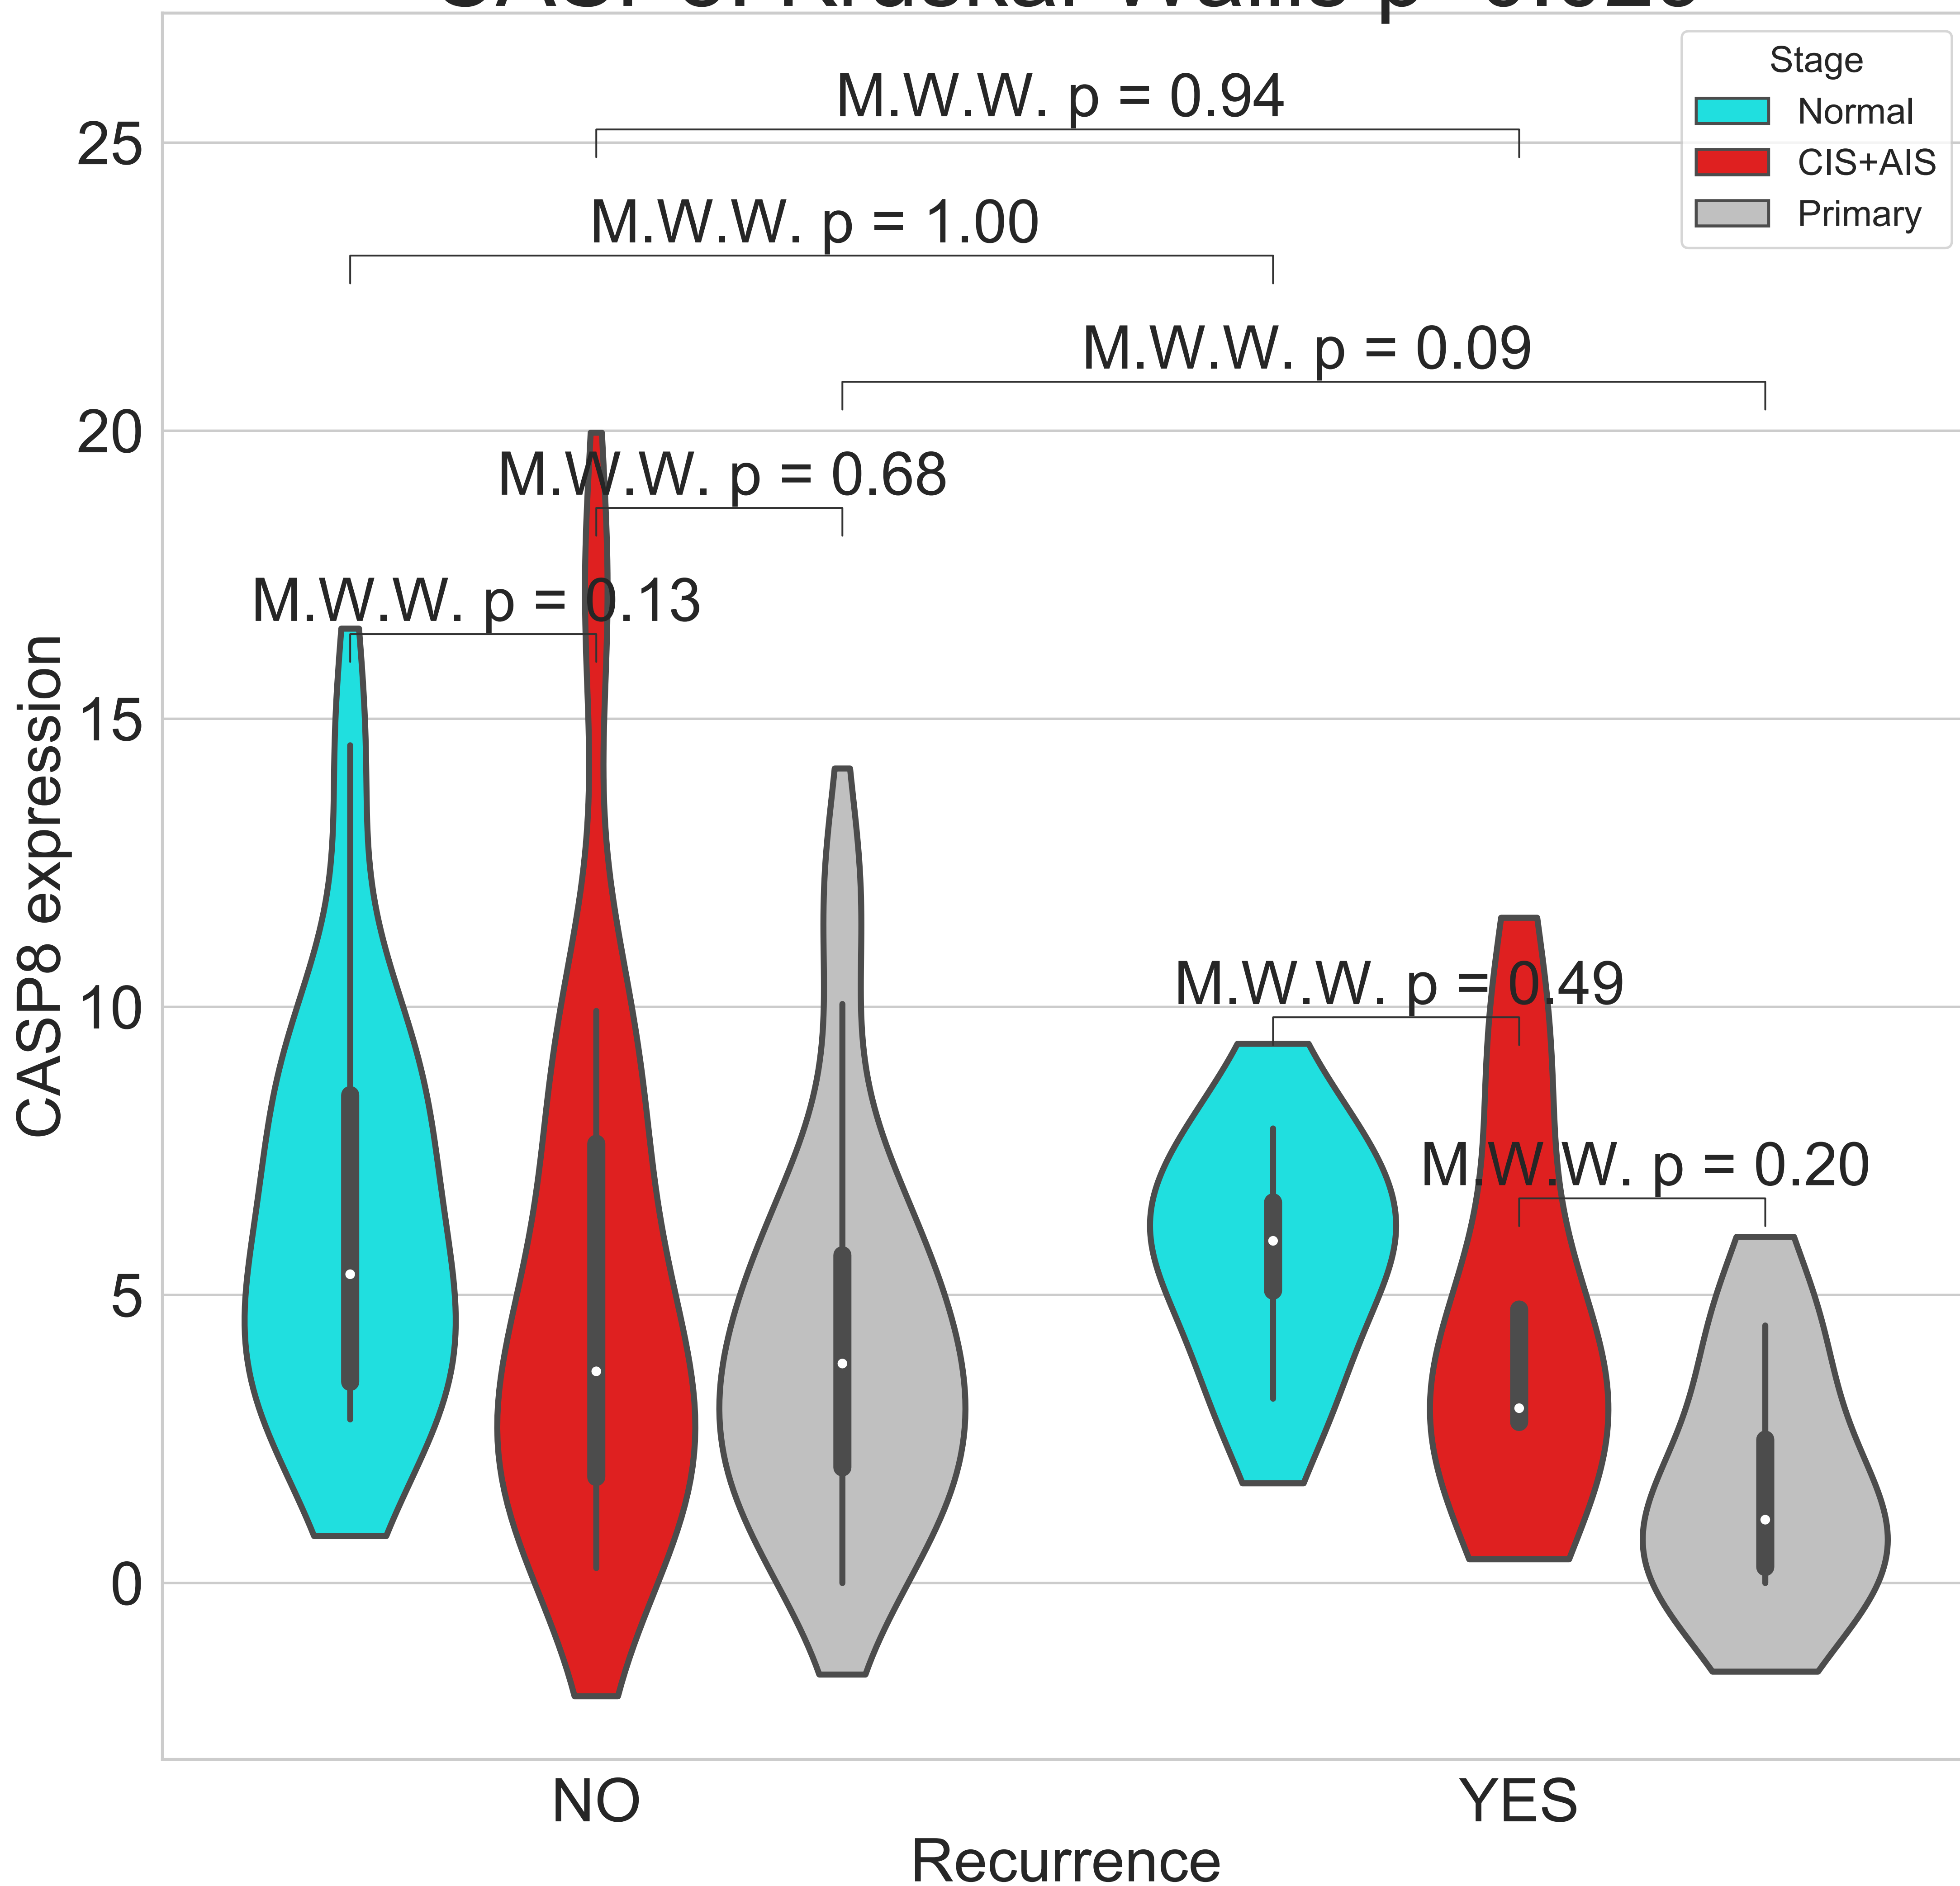 M.W.W. p = 0.94
M.W.W. p = 1.00
M.W.W. p = 0.09
M.W.W. p = 0.68
M.W.W. p = 0.13
M.W.W. p = 0.49
M.W.W. p = 0.20
Stage
Normal
CIS+AIS
Primary
25
20
15
10
5
0
CASP8 expression
NO
YES
Recurrence